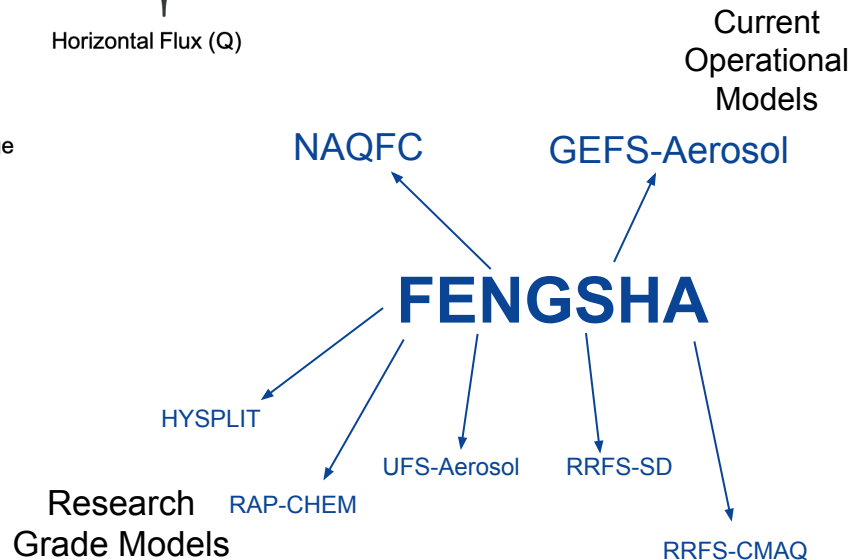 Horizontal Flux (Q)
Current
Operational
Models
NAQFC
GEFS-Aerosol
FENGSHA
HYSPLIT
UFS-Aerosol
RRFS-SD
RAP-CHEM
Research
Grade Models
RRFS-CMAQ